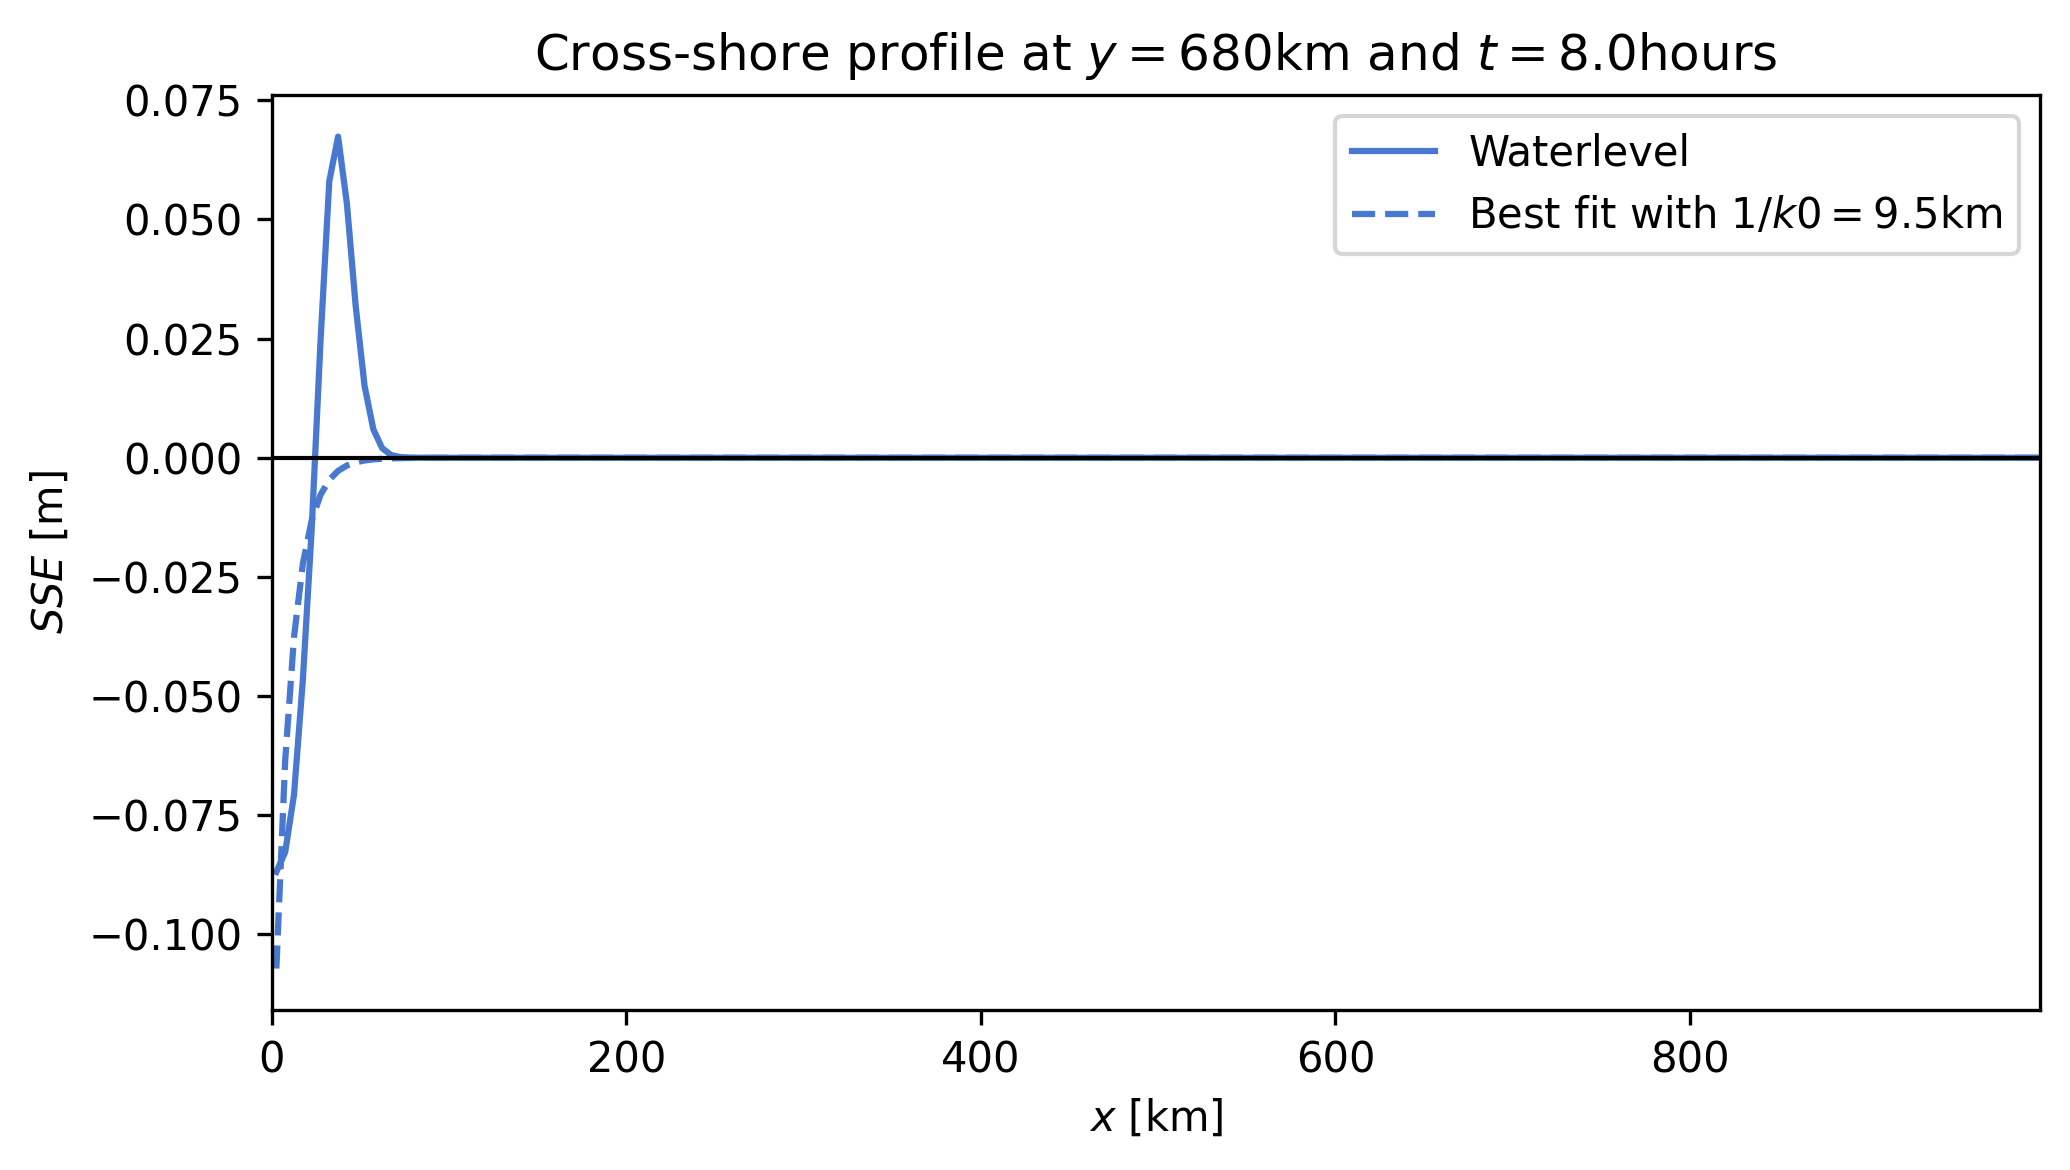 Cross-shore profile at y = 680km and t = 8.0hours
Waterlevel
Best fit with 1/k0 = 9.5km
SSE [m]
0.075
0.050
0.025
0.000
−0.025
−0.050
−0.075
−0.100
0 200 400 600 800
x [km]